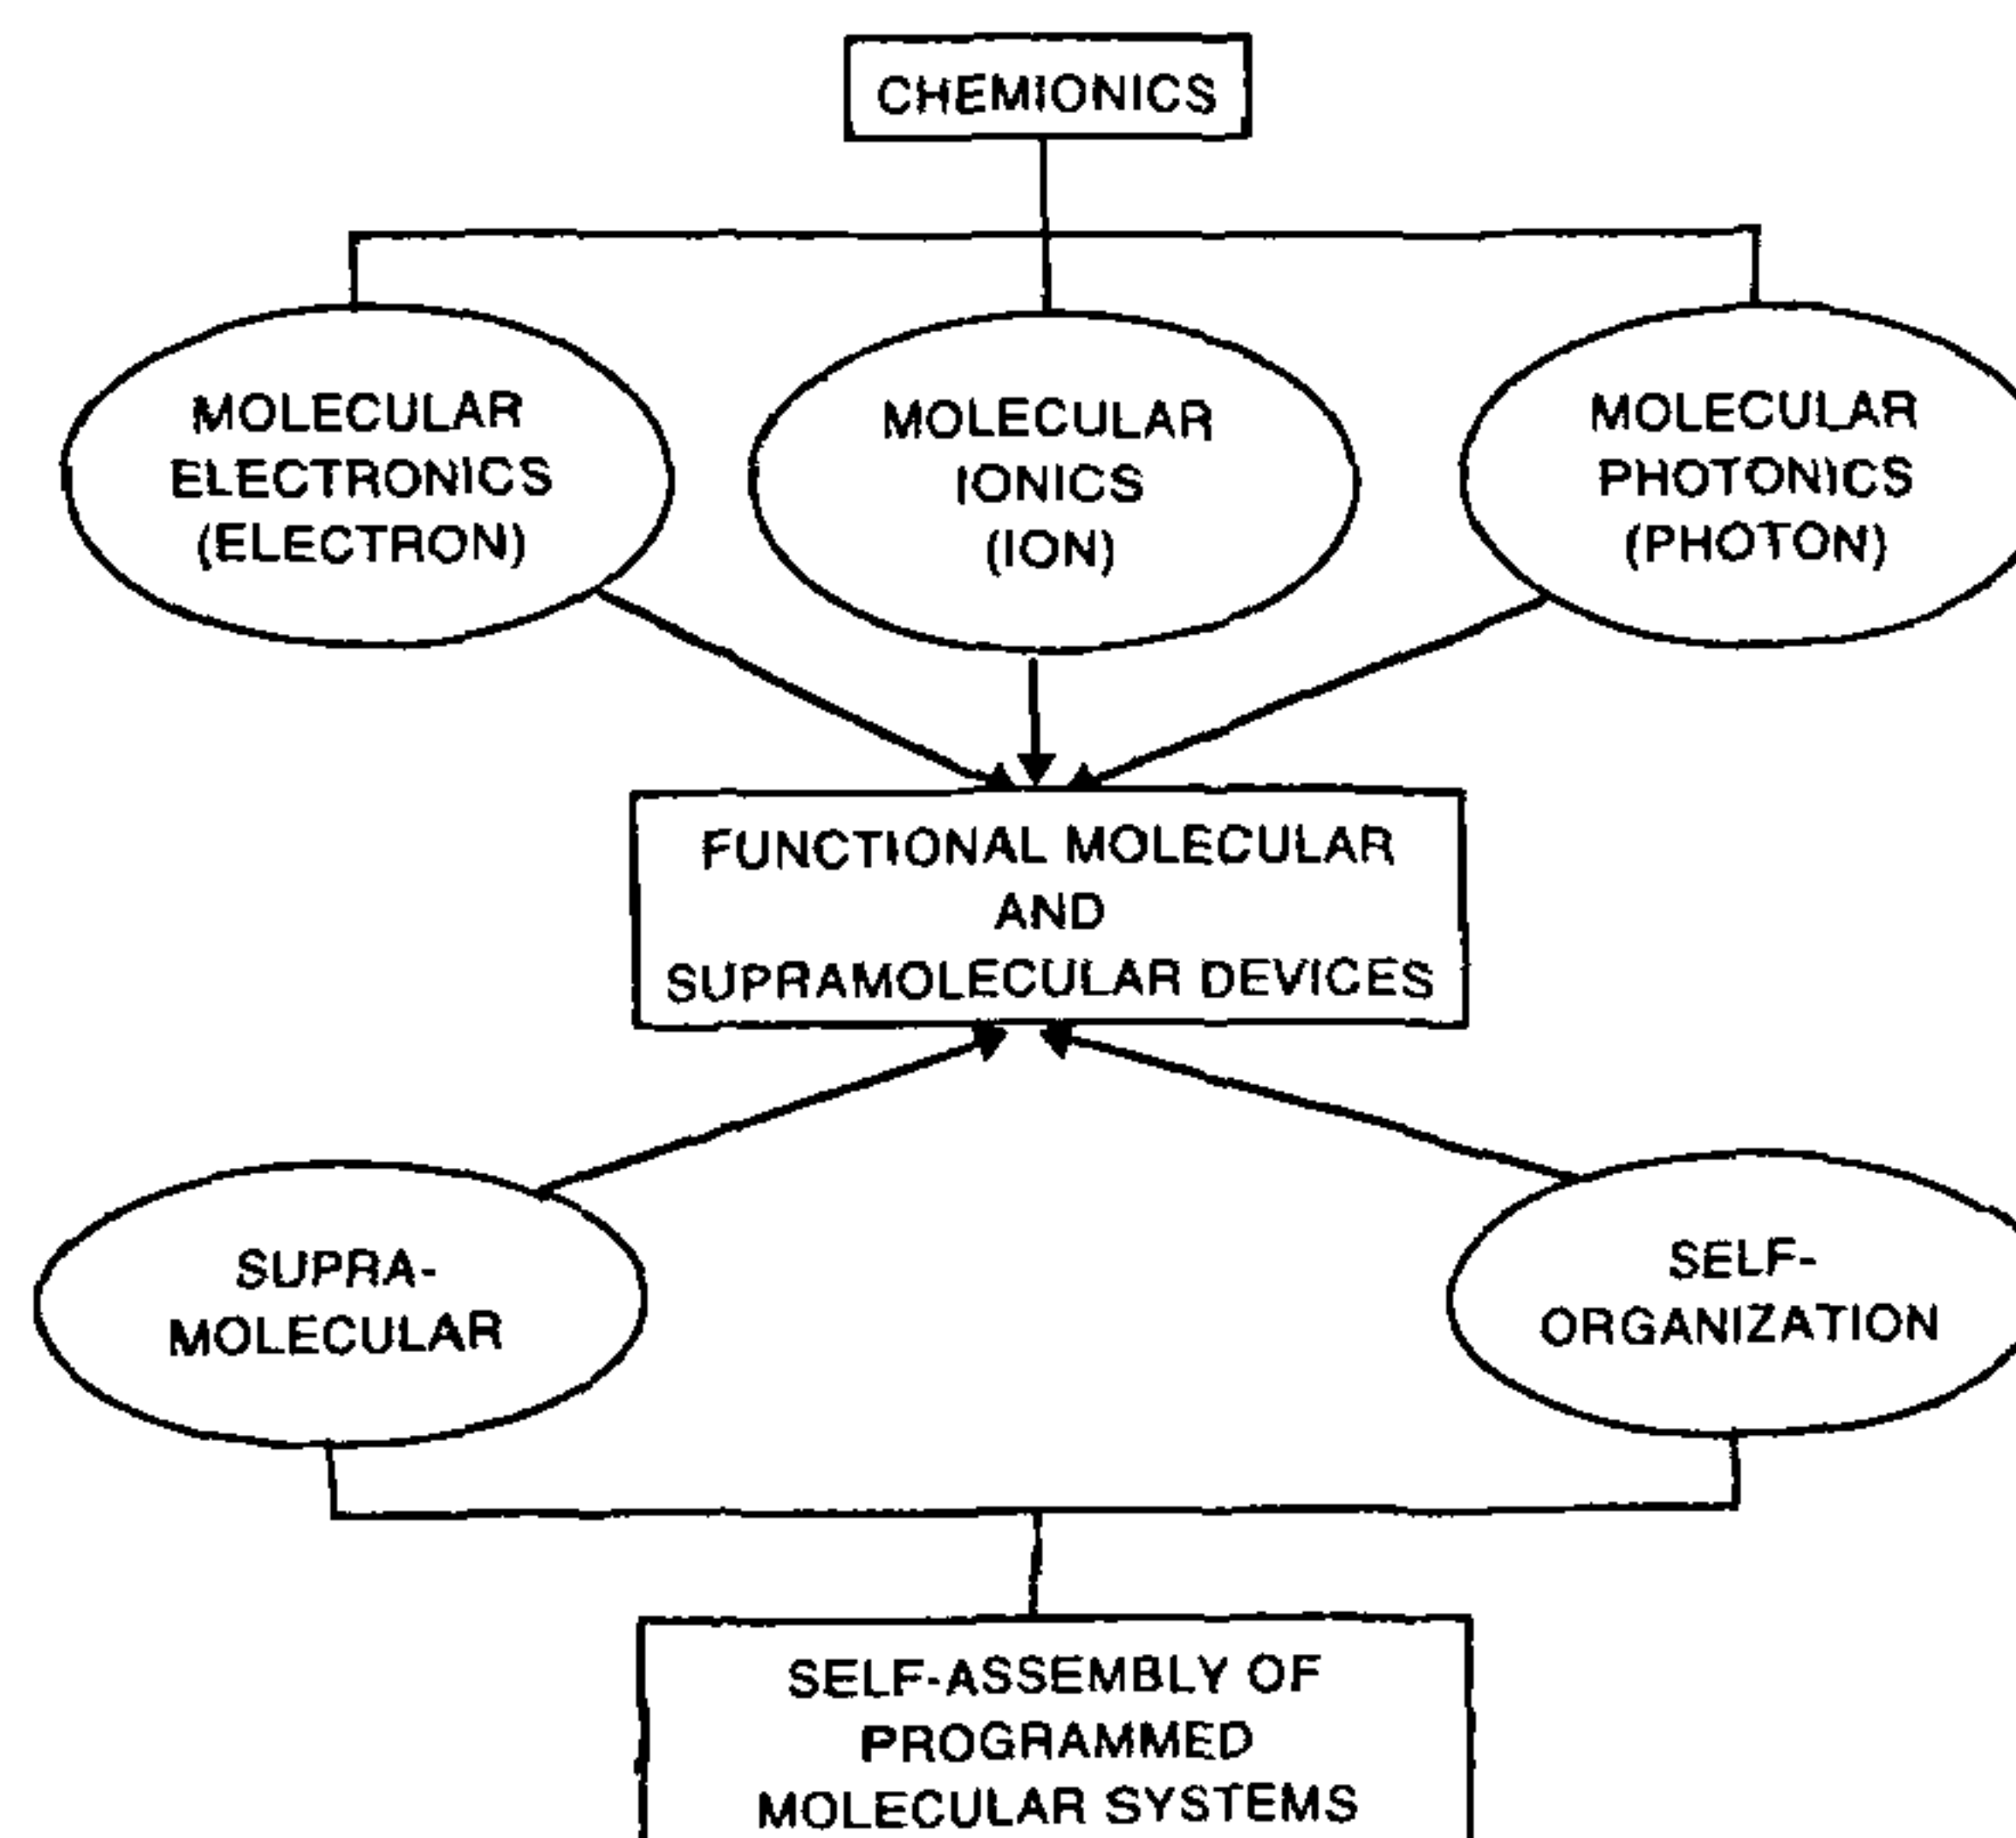 CHEMIONICS
MOLECULAR
ELECTRONICS
(ELECTRON)
MOLECULAR
IONICS
(ION)
MOLECULAR
PHOTONICS
(PHOTON)
FUNCTIONAL MOLECULAR
AND
SUPRAMOLECULAR DEVICES
SUPRA-
MOLECULAR
SELF-
ORGANIZATION
SELF-ASSEMBLY OF
PROGRAMMED
MOLECULAR SYSTEMS